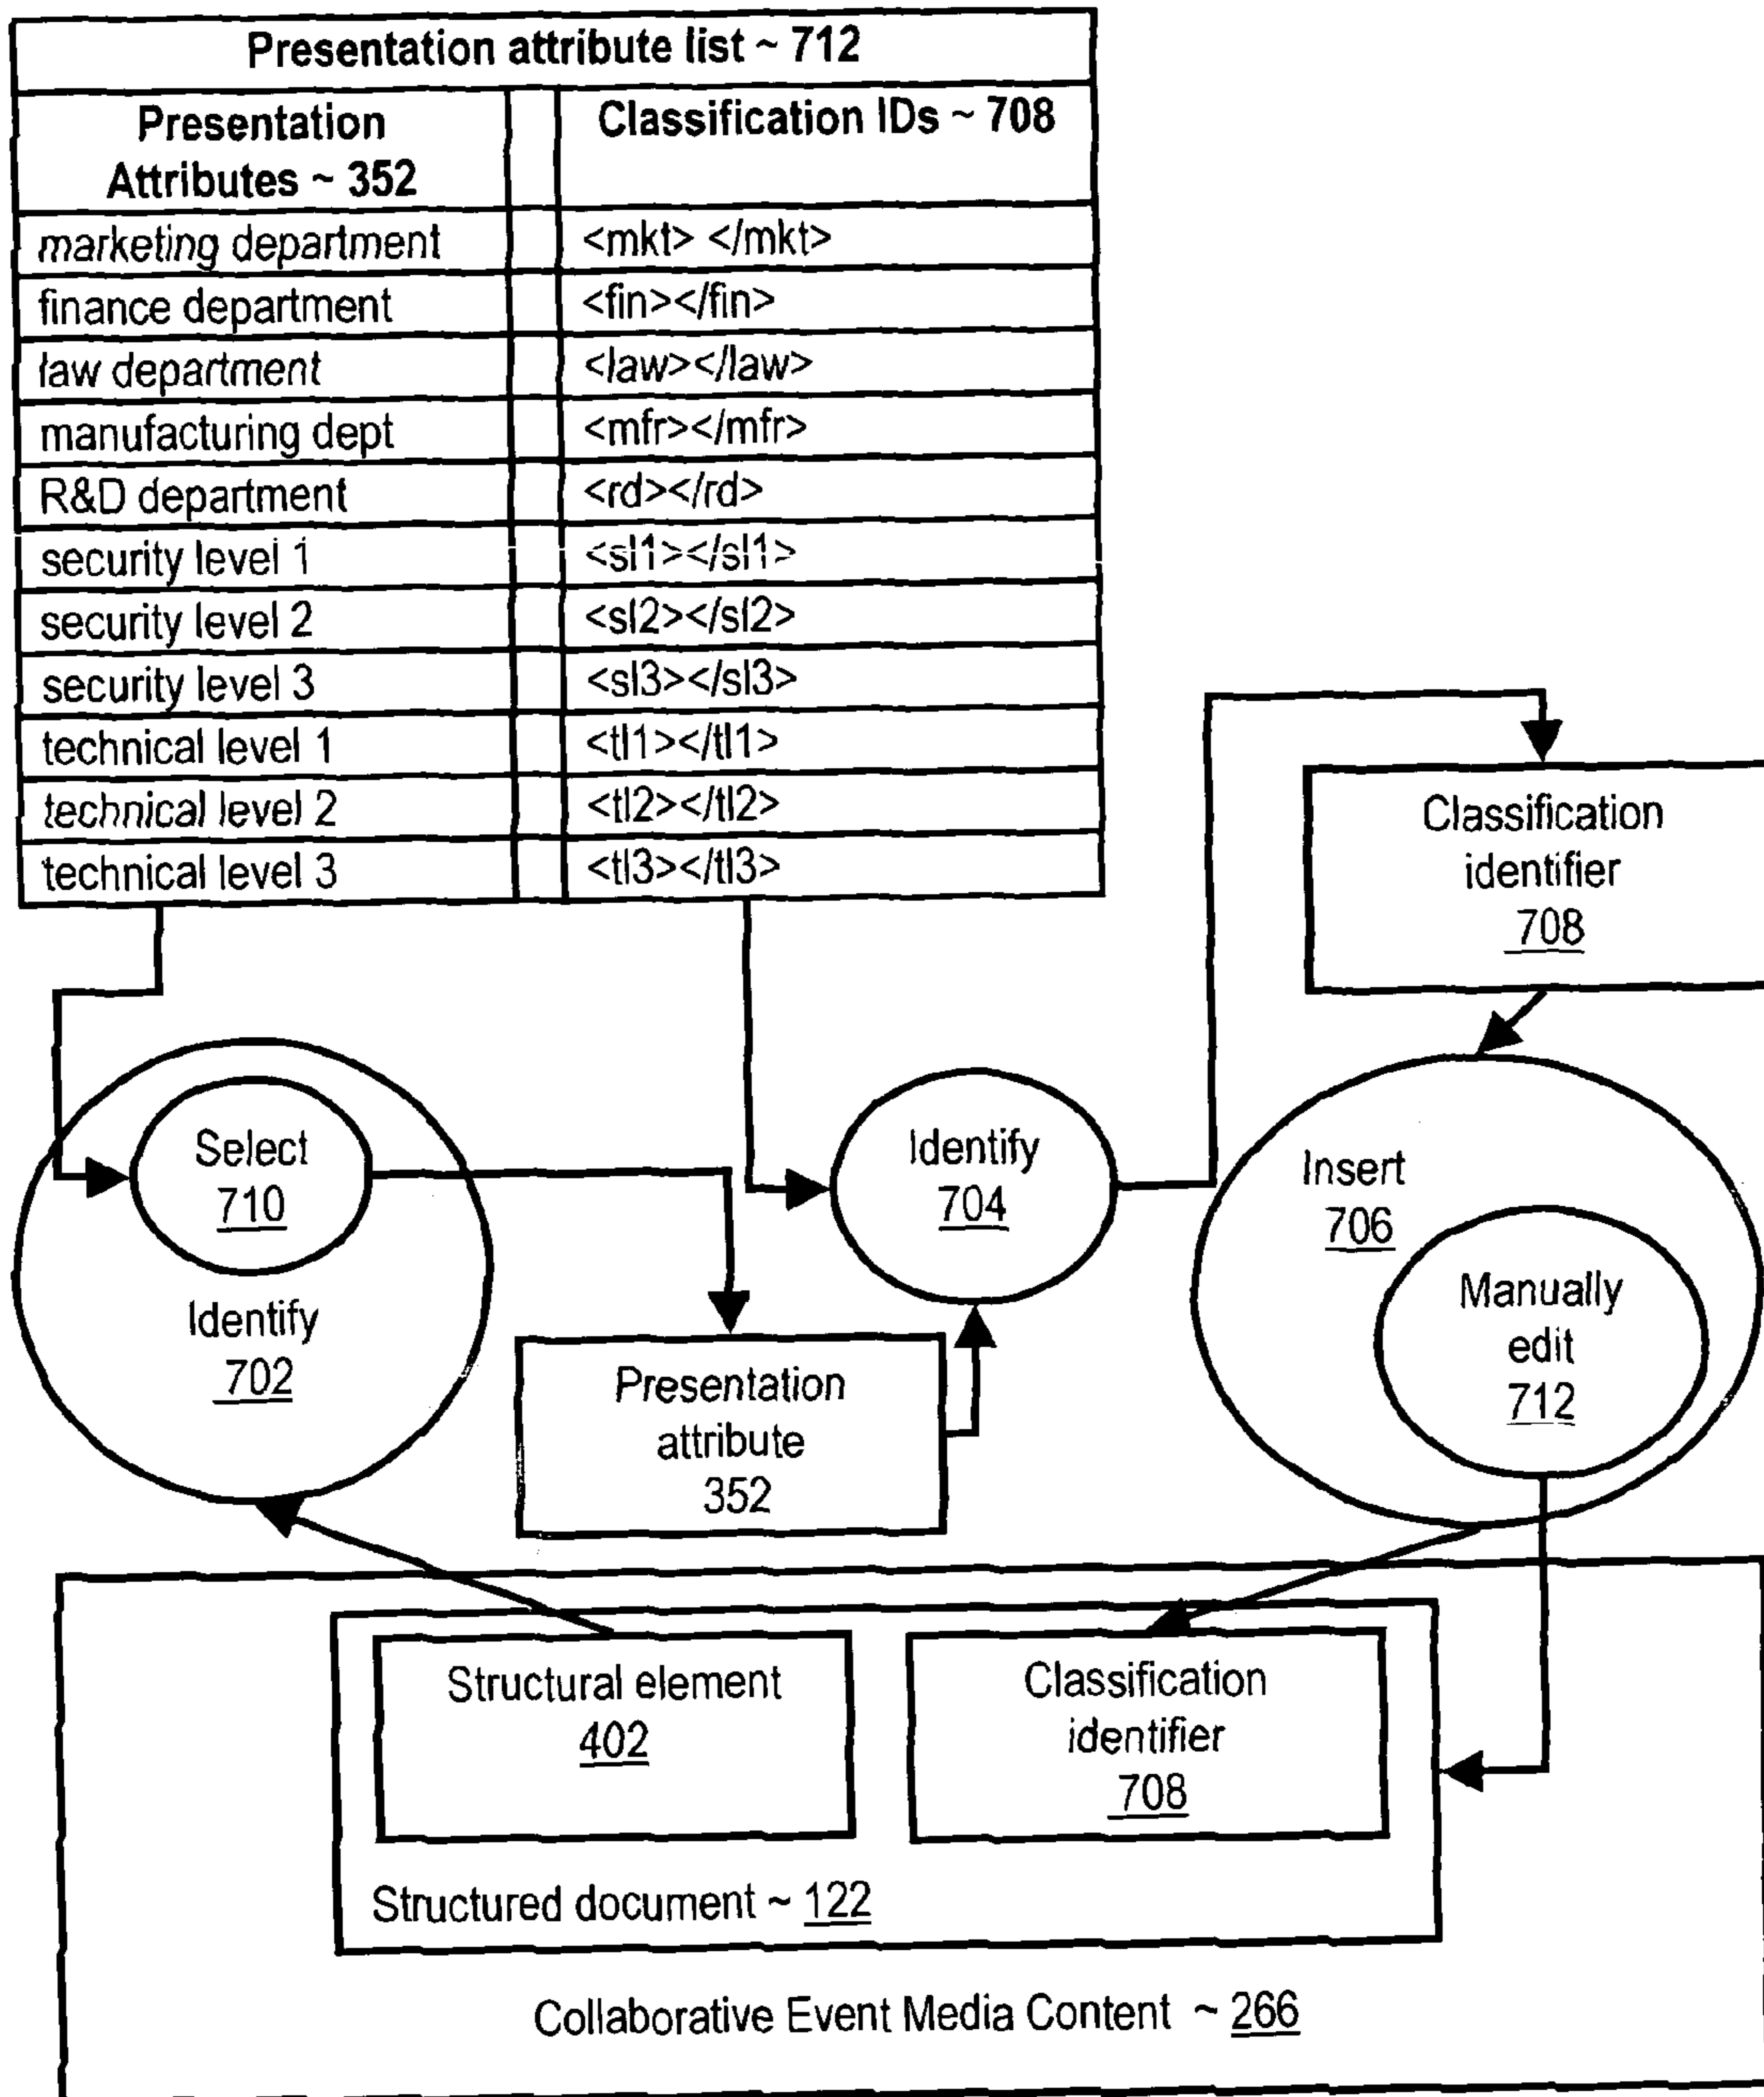 Presentation attribute list ~ 712
Presentation Classification IDs ~ 708
Attributes ~ 352
marketing department <mkt> </mkt>
finance department <fin></fin>
law department <law></law>
manufacturing dept <mfr></mfr>
R&D department <rd></rd>
security level 1 <sl1></sl1>
security level 2 <sl2></sl2>
security level 3 <sl3></sl3>
technical level 1 <tl1></tl1>
technical level 2 <tl2></tl2>
technical level 3 <tl3></tl3>
Classification
identifier
708
Select
710
Identify
702
Presentation
attribute
352
Identify
704
Insert
706
Manually
edit
712
Structural element
402
Classification
identifier
708
Structured document ~ 122
Collaborative Event Media Content ~ 266